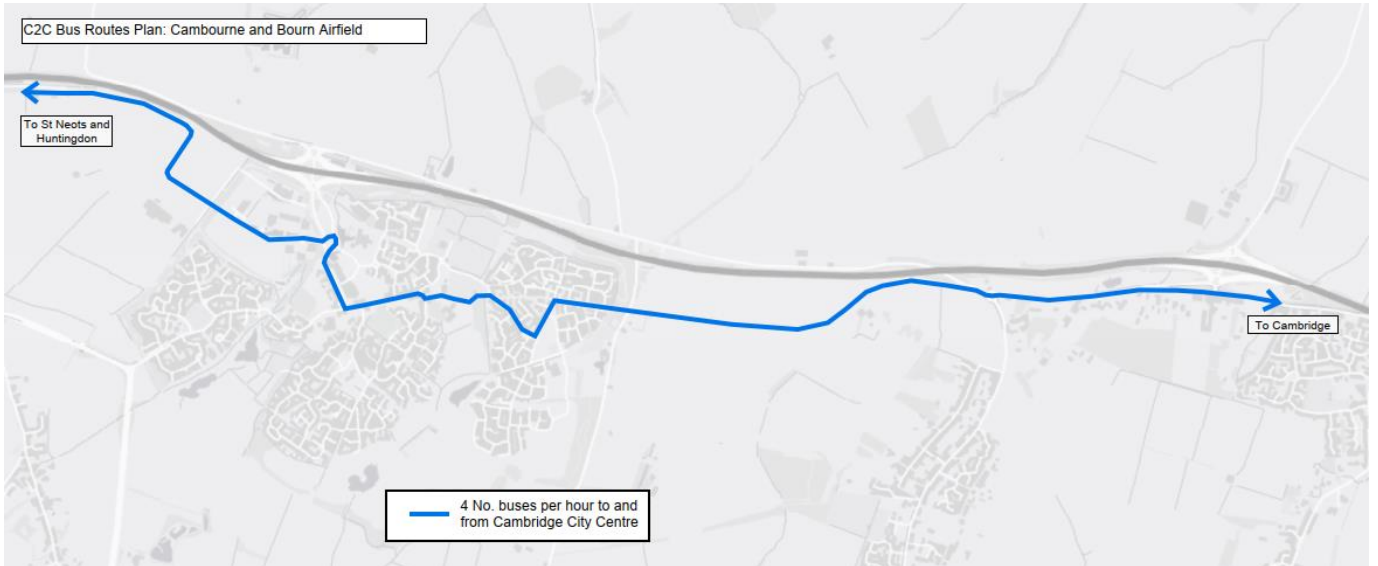 C2C Bus Routes Plan: Cambourne and Bourn Airfield
To St Neots and
Huntingdon
To Cambridge
4 No. buses per hour to and
from Cambridge City Centre